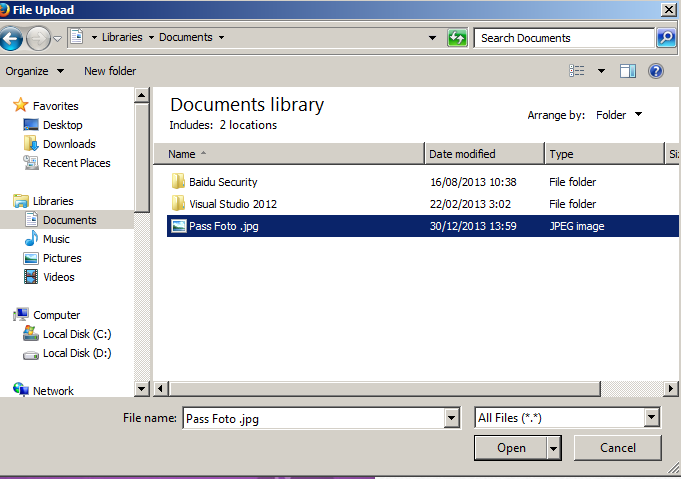 File Upload
Libraries Documents Search Documents
Organize New folder
Favorites
Desktop
Downloads
Recent Places
Libraries
Documents
Music
Pictures
Videos
Computer
Local Disk (C:)
Local Disk (D:)
Network
Documents library
Includes: 2 locations
Arrange by: Folder
Name Date modified Type Si
Baidu Security 16/08/2013 10:38 File folder
Visual Studio 2012 22/02/2013 3:02 File folder
Pass Foto .jpg 30/12/2013 13:59 JPEG image
File name: Pass Foto .jpg All Files (*.*)
Open Cancel